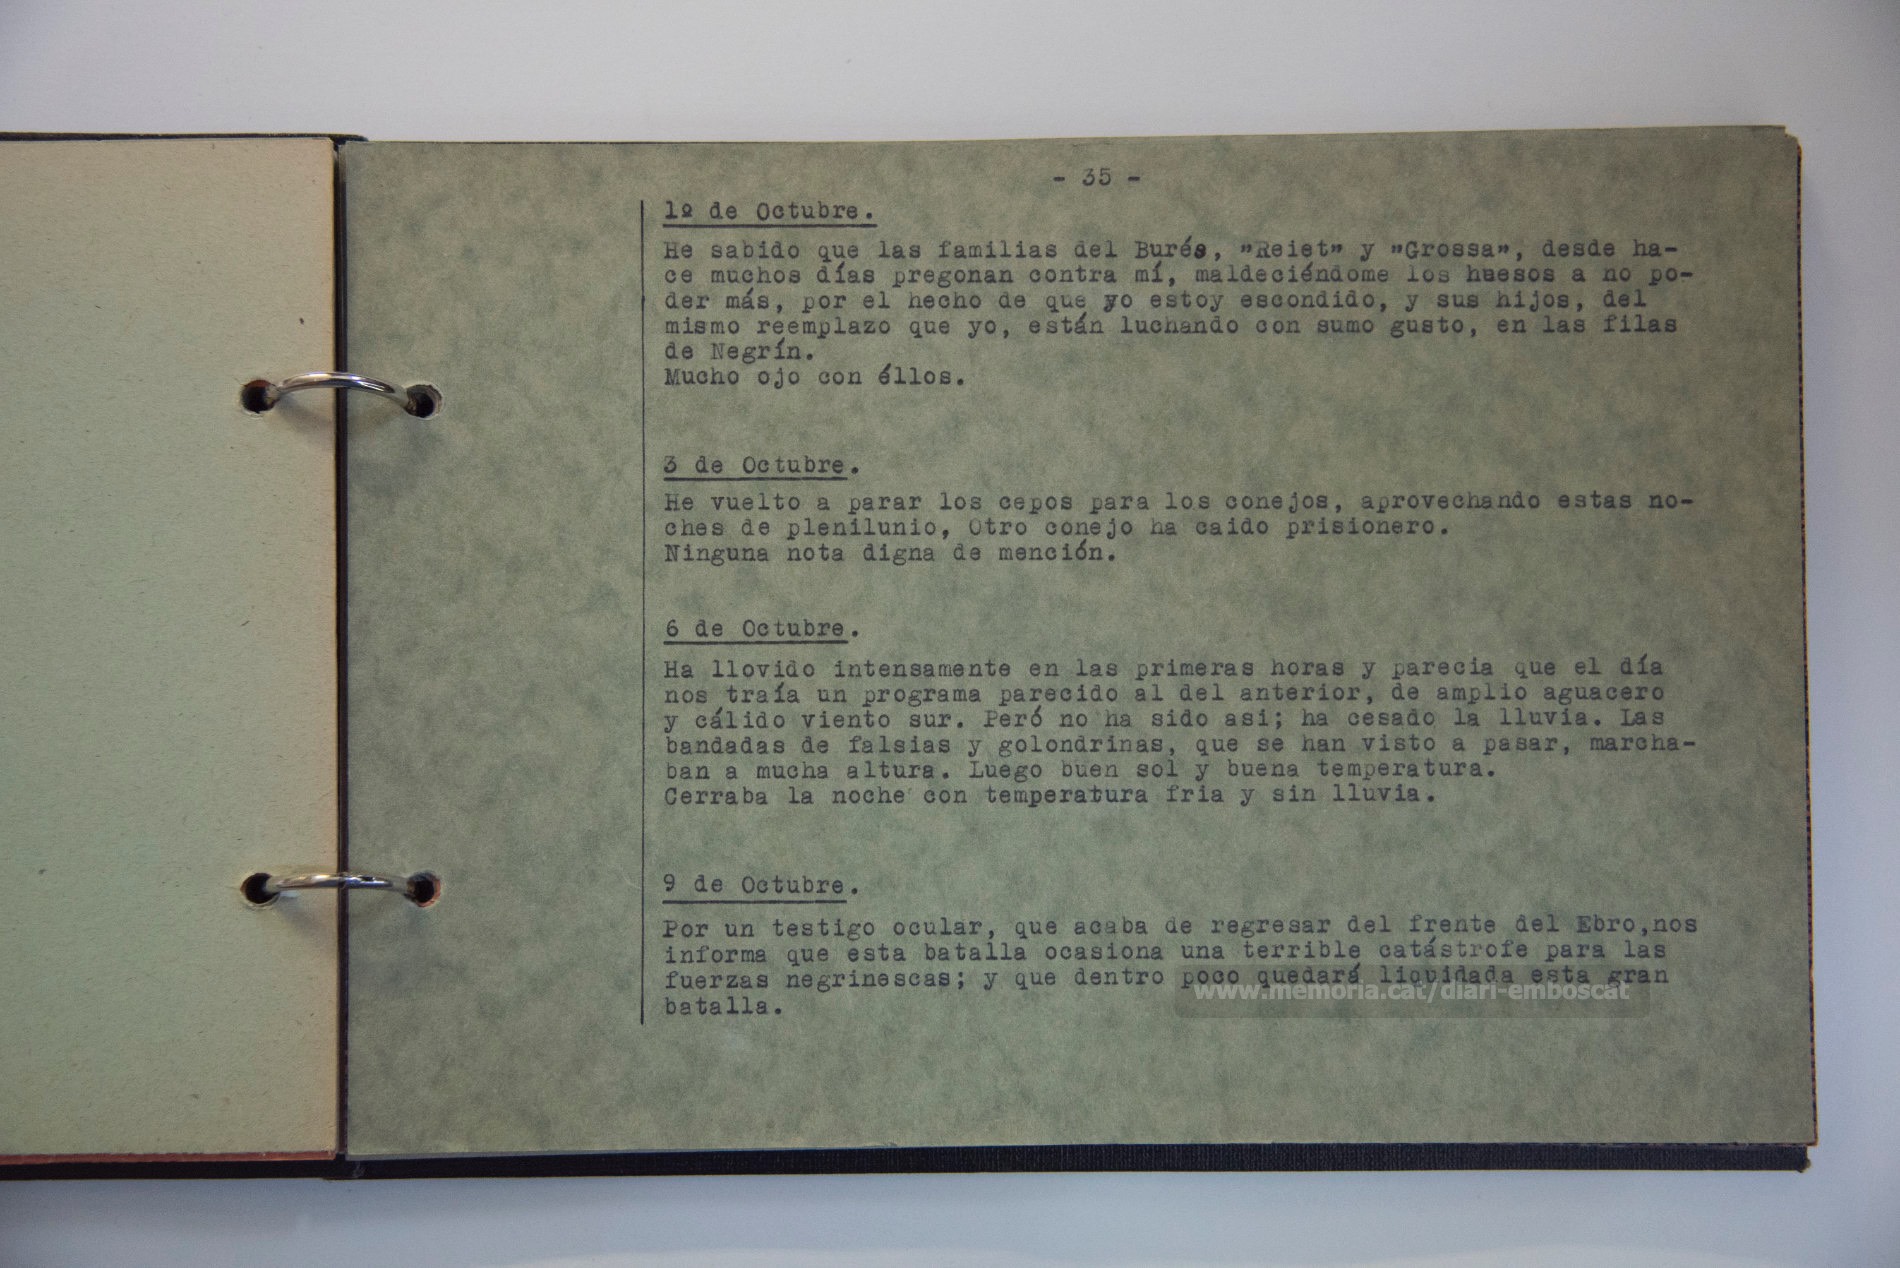 - 35 -
1º de Octubre.
He sabido que las familias del Burés, "Reiet" y "Grossa", desde ha-
ce muchos días pregonan contra mí, maldeciéndome los huesos a no po-
der más, por el hecho de que yo estoy escondido, y sus hijos, del
mismo reemplazo que yo, están luchando con sumo gusto, en las filas
de Negrín.
Mucho ojo con éllos.
3 de Octubre.
He vuelto a parar los cepos para los conejos, aprovechando estas no-
ches de plenilunio, Otro conejo ha caido prisionero.
Ninguna nota digna de mención.
6 de Octubre.
Ha llovido intensamente en las primeras horas y parecia que el día
nos traía un programa parecido al del anterior, de amplio aguacero
y cálido viento sur. Peró no ha sido asi; ha cesado la lluvia. Las
bandadas de falsias y golondrinas, que se han visto a pasar, marcha-
ban a mucha altura. Luego buen sol y buena temperatura.
Cerraba la noche con temperatura fria y sin lluvia.
9 de Octubre.
Por un testigo ocular, que acaba de regresar del frente del Ebro,nos
informa que esta batalla ocasiona una terrible catástrofe para las
fuerzas negrinescas; y que dentro poco quedará liquidada esta gran
batalla.
www.memoria.cat/diari-emboscat